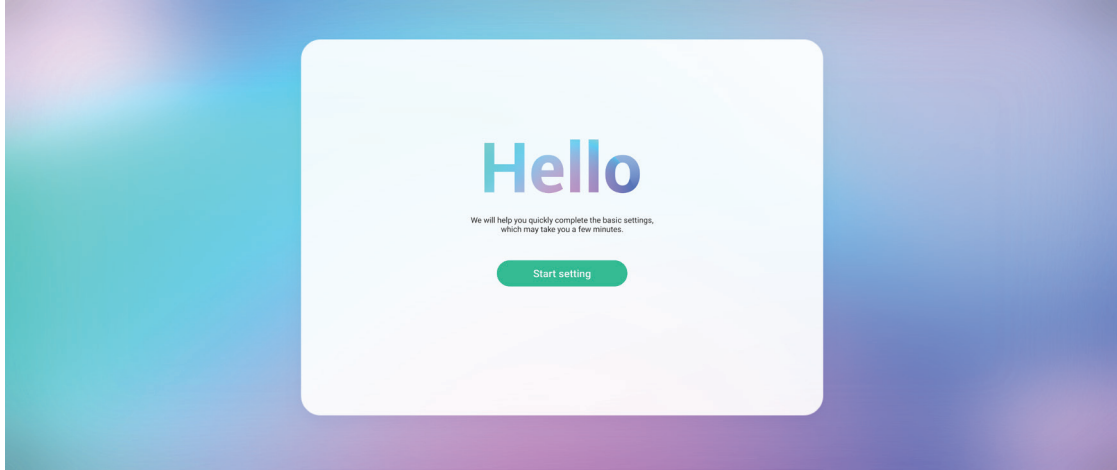 Hello
We will help you quickly complete the basic settings,
which may take you a few minutes.
Start setting